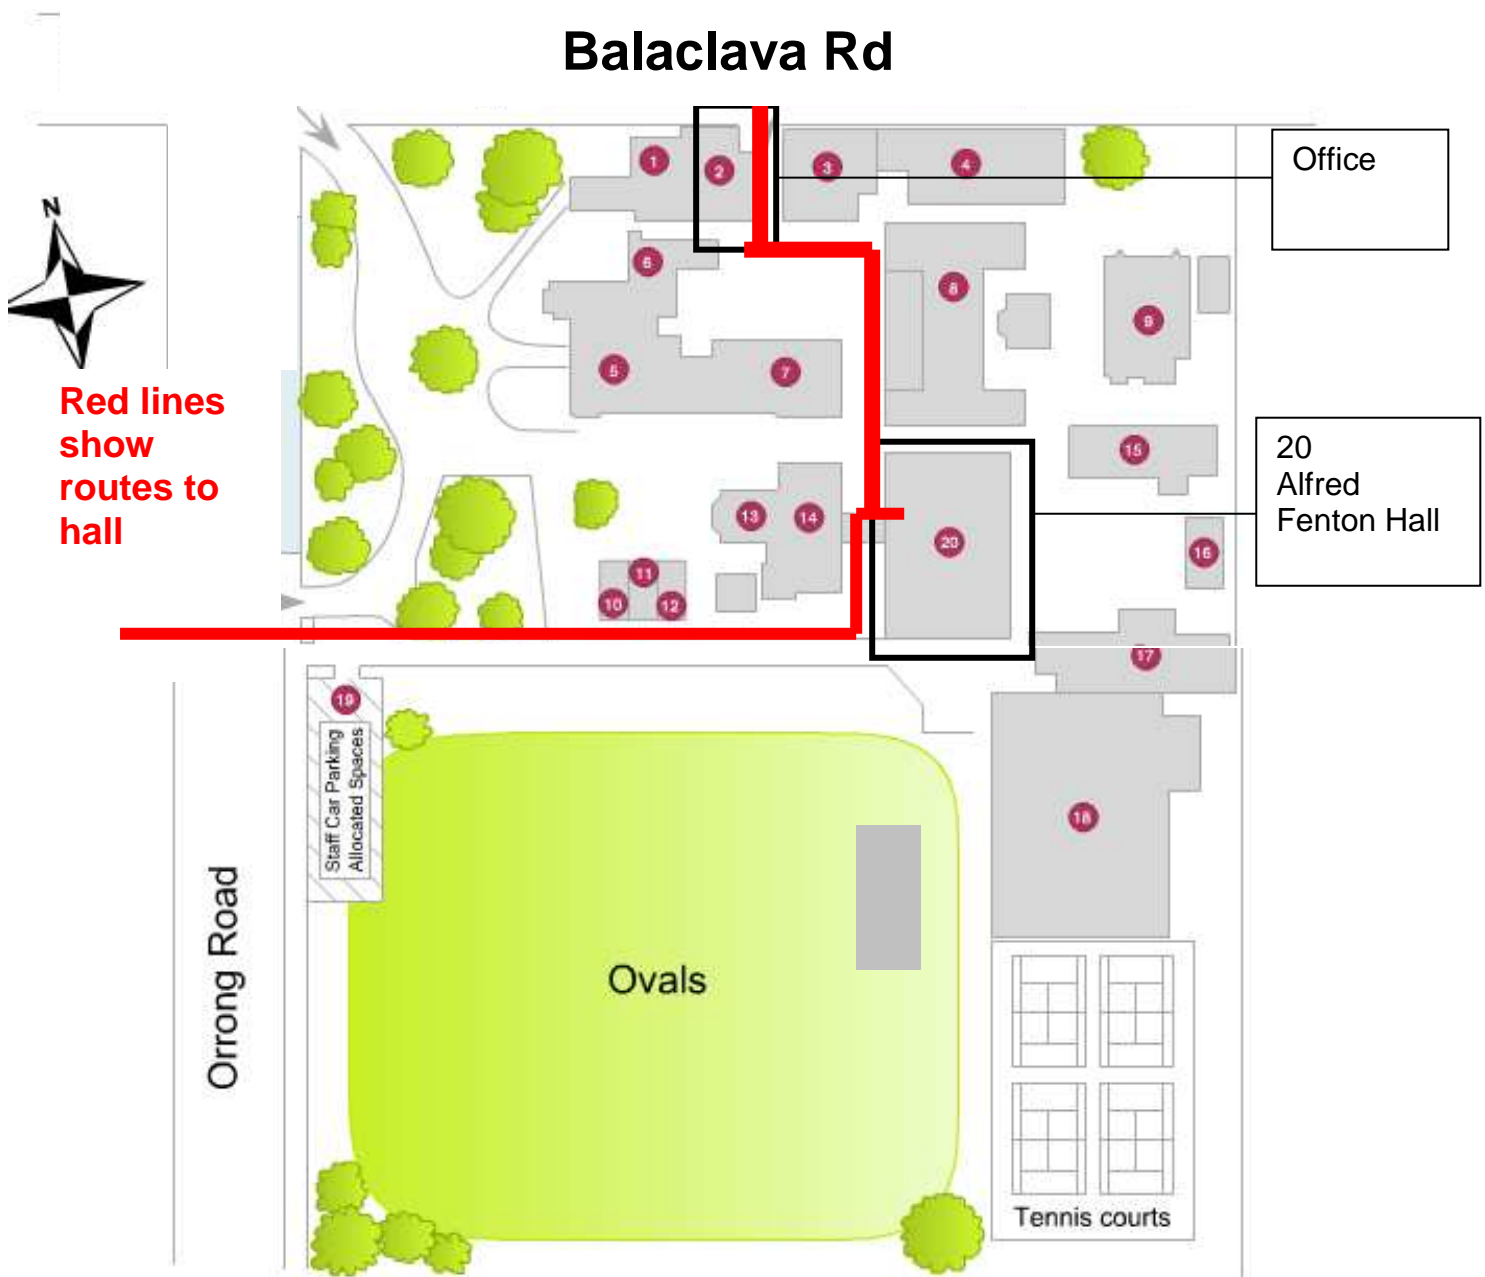 Balaclava Rd
N
Office
1
2
3
4
6
8
9
5
7
Red lines
show
routes to
hall
20
Alfred
Fenton Hall
15
13
14
20
16
11
10
12
17
19
Staff Car Parking
Allocated Spaces
18
Orrong Road
Ovals
Tennis courts